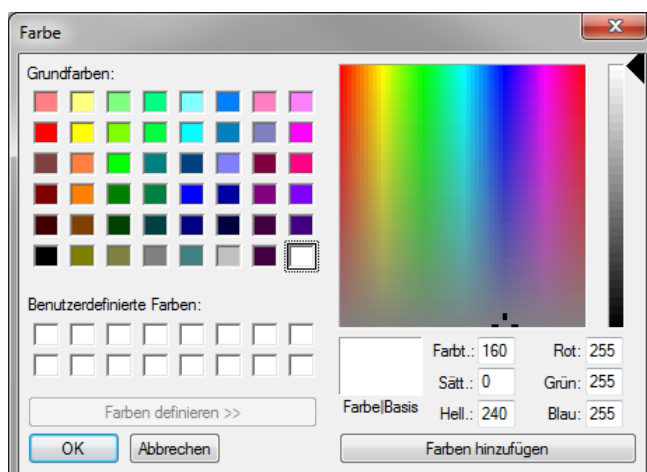 Farbe
Grundfarben:
Benutzerdefinierte Farben:
Farben definieren >>
OK Abbrechen
Farbe|Basis
Farbt.: 160 Rot: 255
Sätt.: 0 Grün: 255
Hell.: 240 Blau: 255
Farben hinzufügen